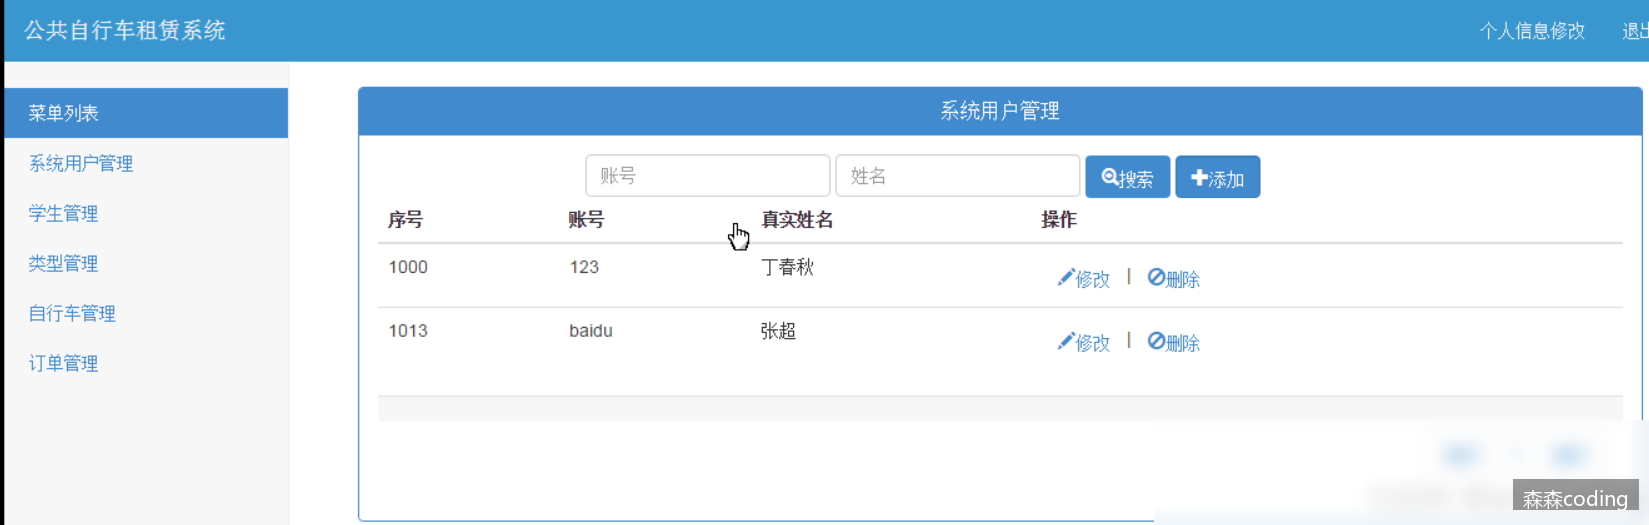 公共自行车租赁系统
个人信息修改 退出
菜单列表
系统用户管理
学生管理
类型管理
自行车管理
订单管理
系统用户管理
账号 姓名 搜索 添加
序号 账号 真实姓名 操作
1000 123 丁春秋 修改 | 删除
1013 baidu 张超 修改 | 删除
森森coding